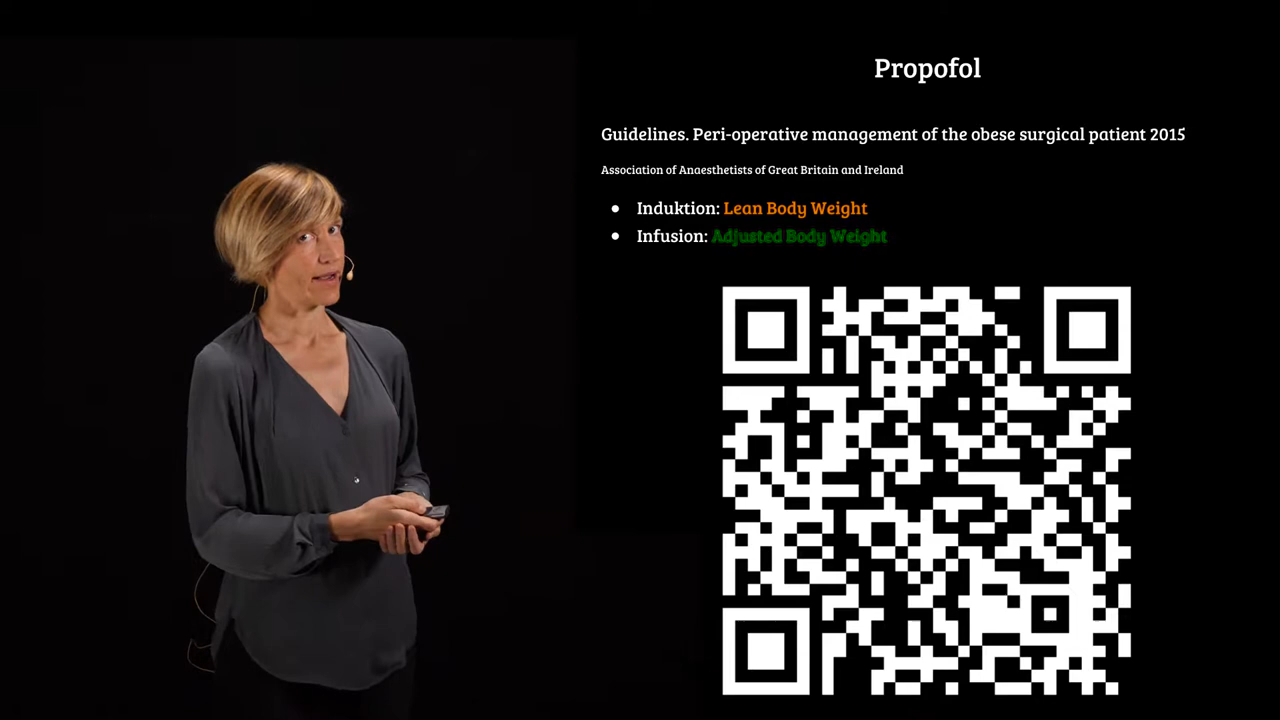 Propofol
Guidelines. Peri-operative management of the obese surgical patient 2015
Association of Anaesthetists of Great Britain and Ireland
• Induktion: Lean Body Weight
• Infusion: Adjusted Body Weight